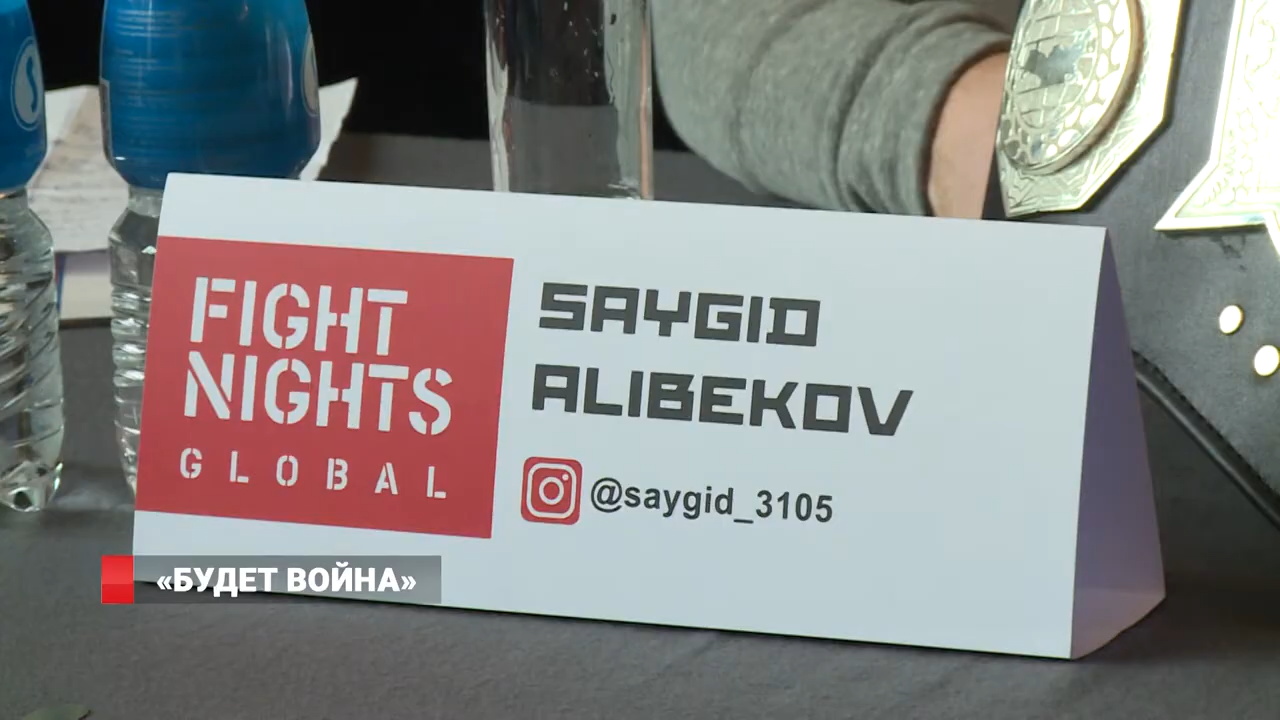 FIGHT
NIGHTS
GLOBAL
SAYGID
ALIBEKOV
@saygid_3105
«БУДЕТ ВОЙНА»